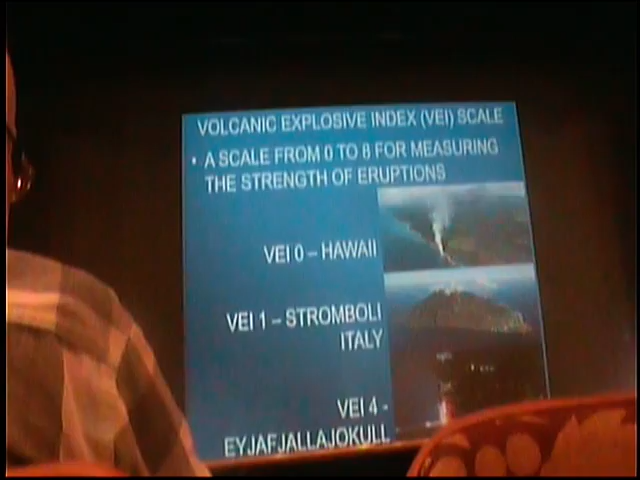 VOLCANIC EXPLOSIVE INDEX (VEI) SCALE
• A SCALE FROM 0 TO 8 FOR MEASURING
THE STRENGTH OF ERUPTIONS
VEI 0 – HAWAII
VEI 1 – STROMBOLI
ITALY
VEI 4 -
EYJAFJALLAJOKULL